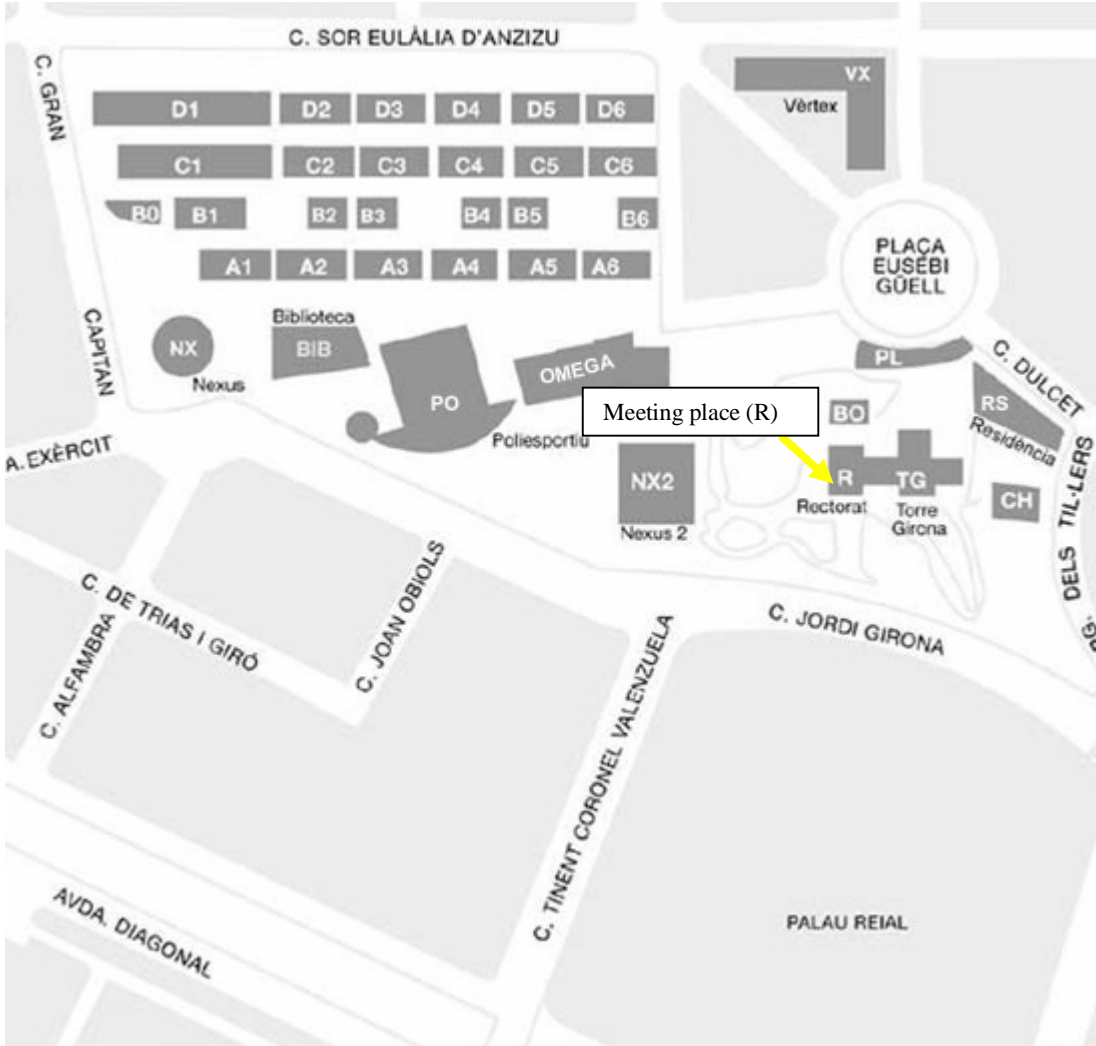 C. SOR EULÀLIA D'ANZIZU
C. GRAN
CAPITAN
VX
Vèrtex
D1 D2 D3 D4 D5 D6
C1 C2 C3 C4 C5 C6
B0 B1 B2 B3 B4 B5 B6
A1 A2 A3 A4 A5 A6
PLAÇA
EUSEBI
GÜELL
Biblioteca
BIB
NX
Nexus
PO
Poliesportiu
OMEGA
PL
C. DULCET
RS
Residència
BO
Meeting place (R)
A. EXÈRCIT
NX2
Nexus 2
R
Rectorat
TG
Torre
Girona
CH
DELS TIL·LERS
C. DE TRIAS I GIRÓ
C. JOAN OBIOLS
C. ALFAMBRA
C. JORDI GIRONA
C. TINENT CORONEL VALENZUELA
AVDA. DIAGONAL
PALAU REIAL